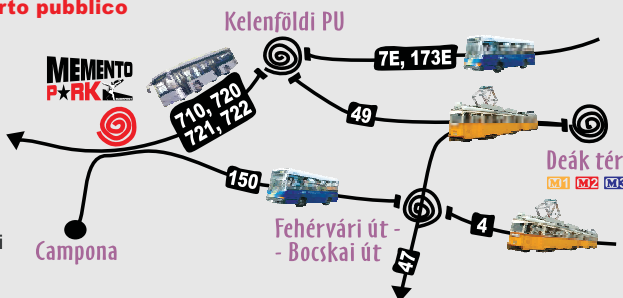 rto pubblico
Kelenföldi PU
7E, 173E
MEMENTO
P★RK
710, 720
721, 722
49
Deák tér
M1 M2 M3
150
Fehérvári út -
- Bocskai út
4
47
i
Campona